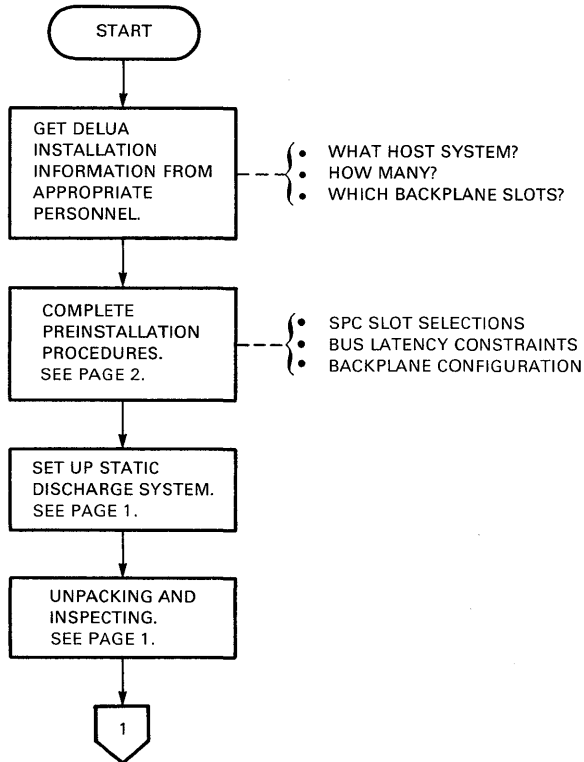 START
GET DELUA
INSTALLATION
INFORMATION FROM
APPROPRIATE
PERSONNEL.
• WHAT HOST SYSTEM?
• HOW MANY?
• WHICH BACKPLANE SLOTS?
COMPLETE
PREINSTALLATION
PROCEDURES.
SEE PAGE 2.
• SPC SLOT SELECTIONS
• BUS LATENCY CONSTRAINTS
• BACKPLANE CONFIGURATION
SET UP STATIC
DISCHARGE SYSTEM.
SEE PAGE 1.
UNPACKING AND
INSPECTING.
SEE PAGE 1.
1